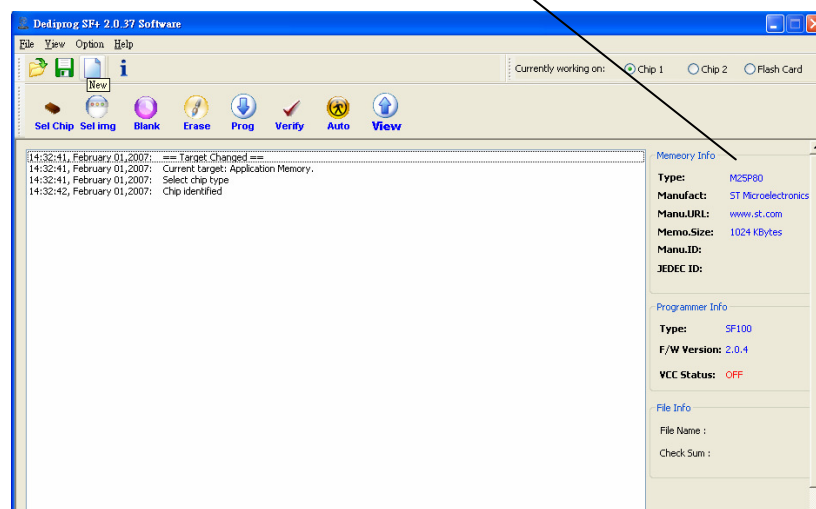 Dediprog SF+ 2.0.37 Software
File View Option Help
Currently working on: Chip 1 Chip 2 Flash Card
New
Sel Chip Sel img Blank Erase Prog Verify Auto View
14:32:41, February 01,2007: == Target Changed ==
14:32:41, February 01,2007: Current target: Application Memory.
14:32:41, February 01,2007: Select chip type
14:32:42, February 01,2007: Chip identified
Memeory Info
Type: M25P80
Manufact: ST Microelectronics
Manu.URL: www.st.com
Memo.Size: 1024 KBytes
Manu.ID:
JEDEC ID:
Programmer Info
Type: SF100
F/W Version: 2.0.4
VCC Status: OFF
File Info
File Name :
Check Sum :